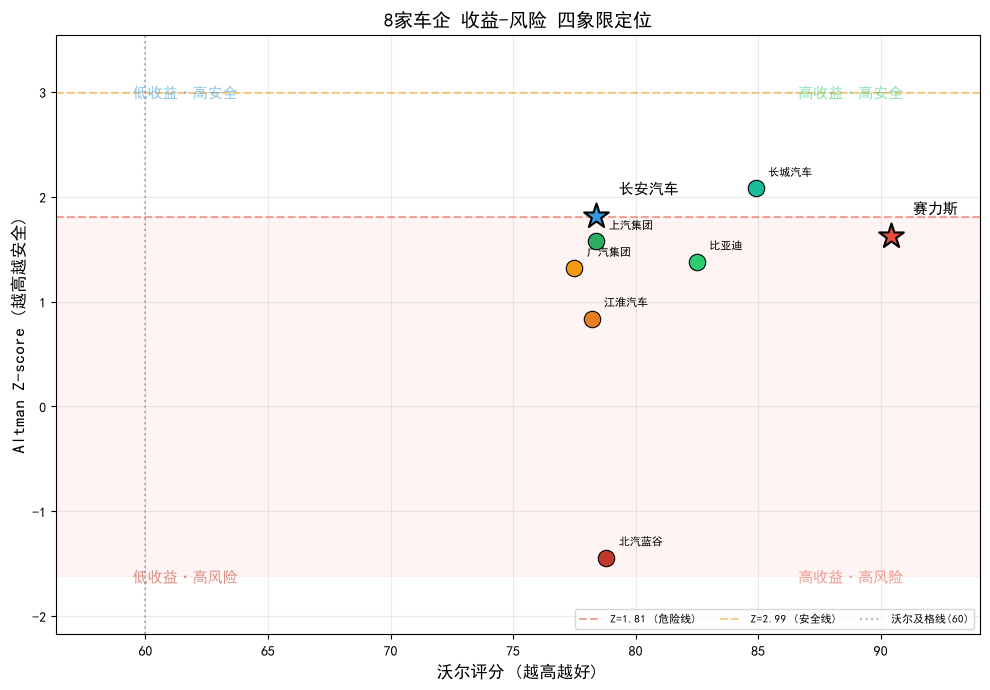 8家车企 收益-风险 四象限定位
Altman Z-score (越高越安全)
3
2
1
0
-1
-2
低收益·高安全
高收益·高安全
长城汽车
长安汽车
赛力斯
上汽集团
比亚迪
广汽集团
江淮汽车
北汽蓝谷
低收益·高风险
高收益·高风险
Z=1.81 (危险线)
Z=2.99 (安全线)
沃尔及格线(60)
60
65
70
75
80
85
90
沃尔评分 (越高越好)